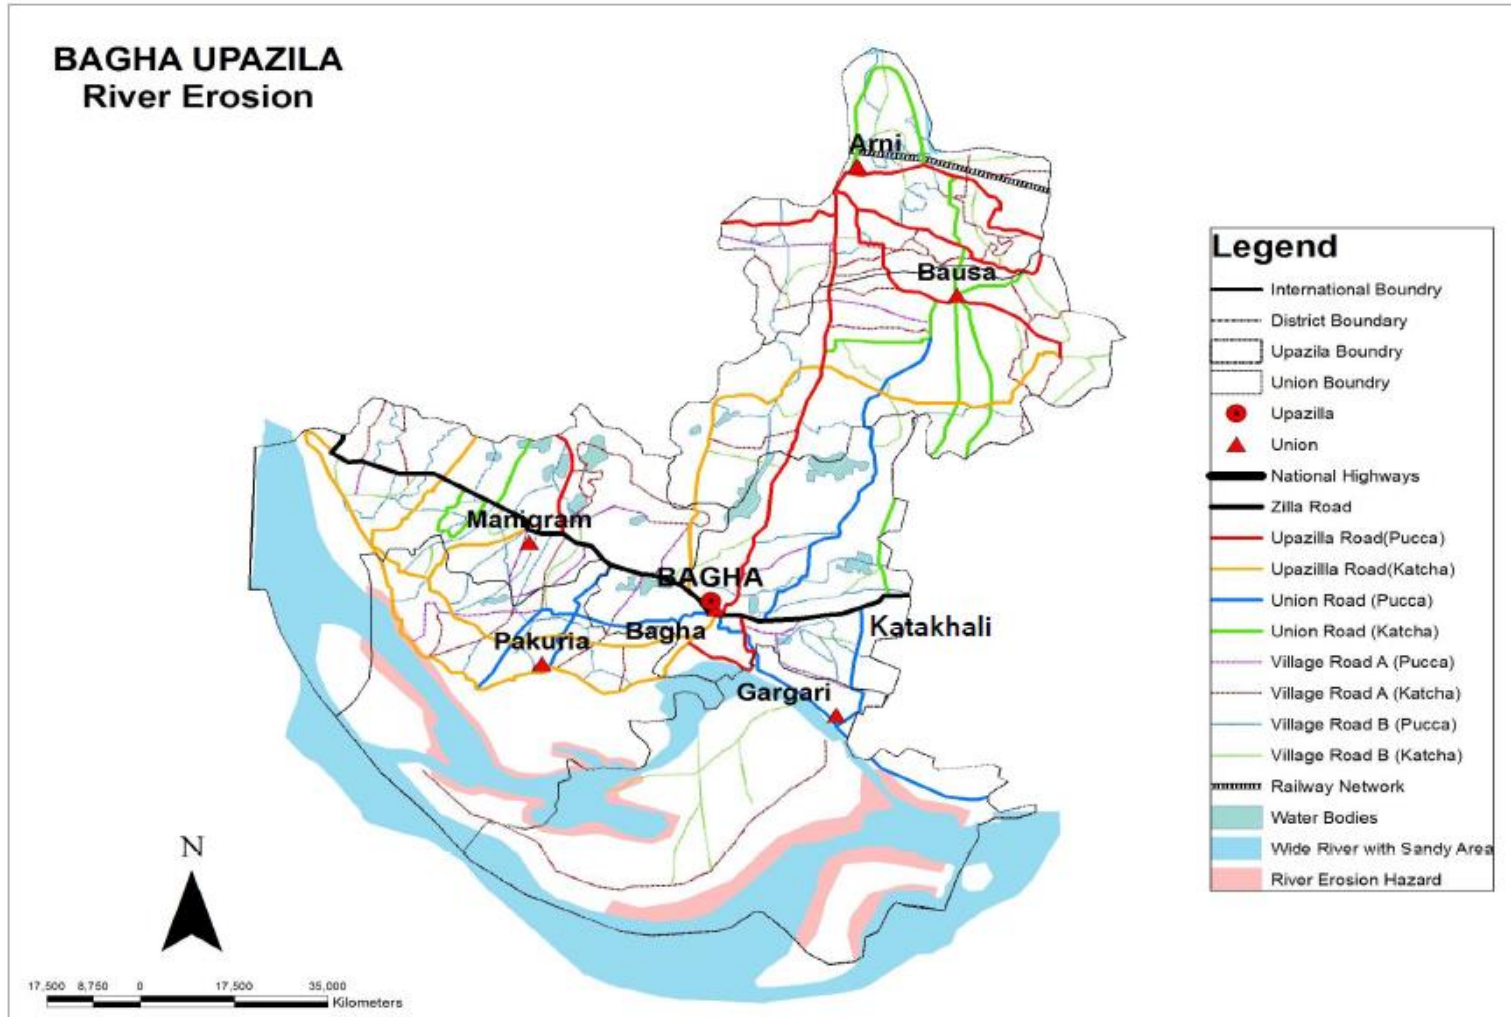 BAGHA UPAZILA
River Erosion
Arni
Bausa
Manigram
BAGHA
Bagha
Katakhali
Pakuria
Gargari
Legend
International Boundry
District Boundary
Upazila Boundry
Union Boundry
Upazilla
Union
National Highways
Zilla Road
Upazilla Road(Pucca)
Upazillla Road(Katcha)
Union Road (Pucca)
Union Road (Katcha)
Village Road A (Pucca)
Village Road A (Katcha)
Village Road B (Pucca)
Village Road B (Katcha)
Railway Network
Water Bodies
Wide River with Sandy Area
River Erosion Hazard
N
17,500 8,750 0 17,500 35,000
Kilometers